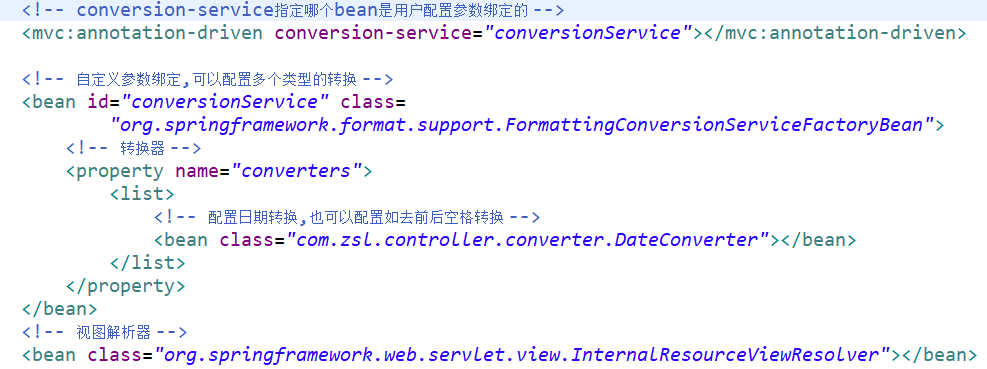 <!-- conversion-service指定哪个bean是用户配置参数绑定的 -->
<mvc:annotation-driven conversion-service="conversionService"></mvc:annotation-driven>
<!-- 自定义参数绑定,可以配置多个类型的转换 -->
<bean id="conversionService" class=
"org.springframework.format.support.FormattingConversionServiceFactoryBean">
<!-- 转换器 -->
<property name="converters">
<list>
<!-- 配置日期转换,也可以配置如去前后空格转换 -->
<bean class="com.zsl.controller.converter.DateConverter"></bean>
</list>
</property>
</bean>
<!-- 视图解析器 -->
<bean class="org.springframework.web.servlet.view.InternalResourceViewResolver"></bean>